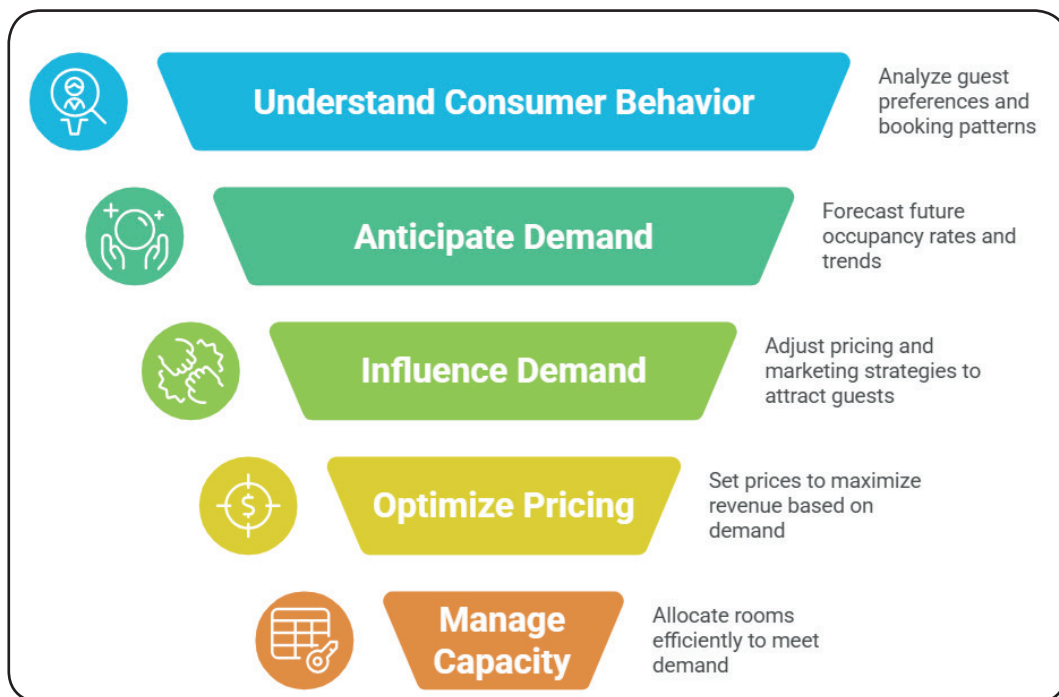 Understand Consumer Behavior
Analyze guest
preferences and
booking patterns
Anticipate Demand
Forecast future
occupancy rates and
trends
Influence Demand
Adjust pricing and
marketing strategies to
attract guests
Optimize Pricing
Set prices to maximize
revenue based on
demand
Manage
Capacity
Allocate rooms
efficiently to meet
demand